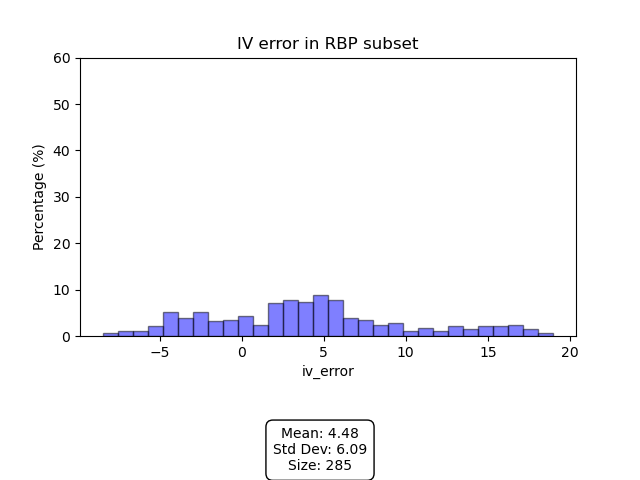 IV error in RBP subset
60
50
40
30
20
10
0
Percentage (%)
−5
0
5
10
15
20
iv_error
Mean: 4.48
Std Dev: 6.09
Size: 285